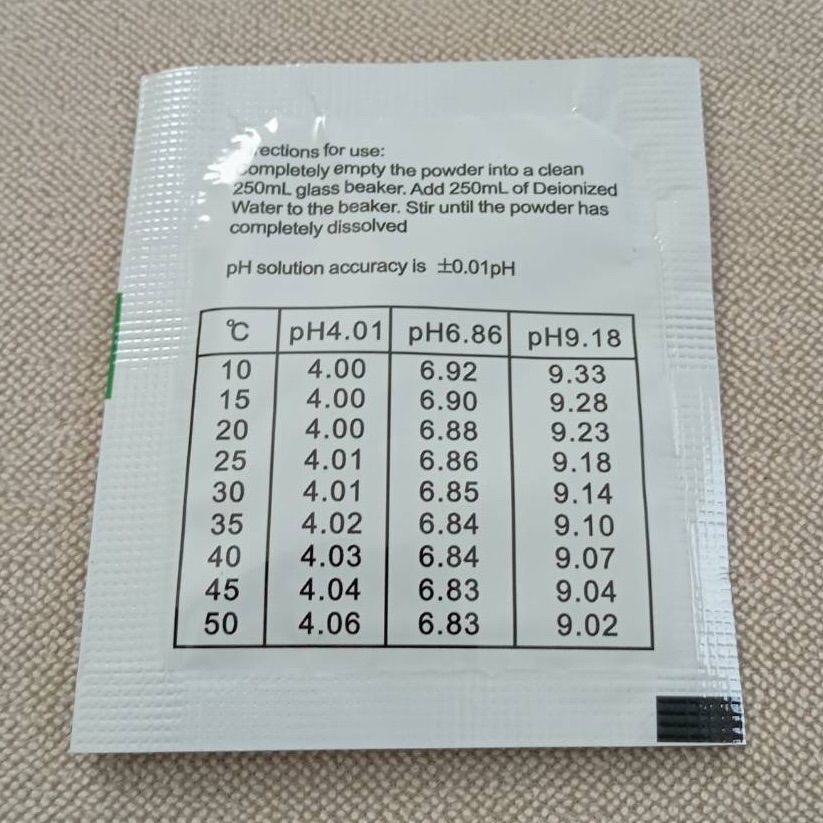 ections for use:
ompletely empty the powder into a clean
250mL glass beaker. Add 250mL of Deionized
Water to the beaker. Stir until the powder has
completely dissolved
pH solution accuracy is ±0.01pH
℃ pH4.01 pH6.86 pH9.18
10 4.00 6.92 9.33
15 4.00 6.90 9.28
20 4.00 6.88 9.23
25 4.01 6.86 9.18
30 4.01 6.85 9.14
35 4.02 6.84 9.10
40 4.03 6.84 9.07
45 4.04 6.83 9.04
50 4.06 6.83 9.02